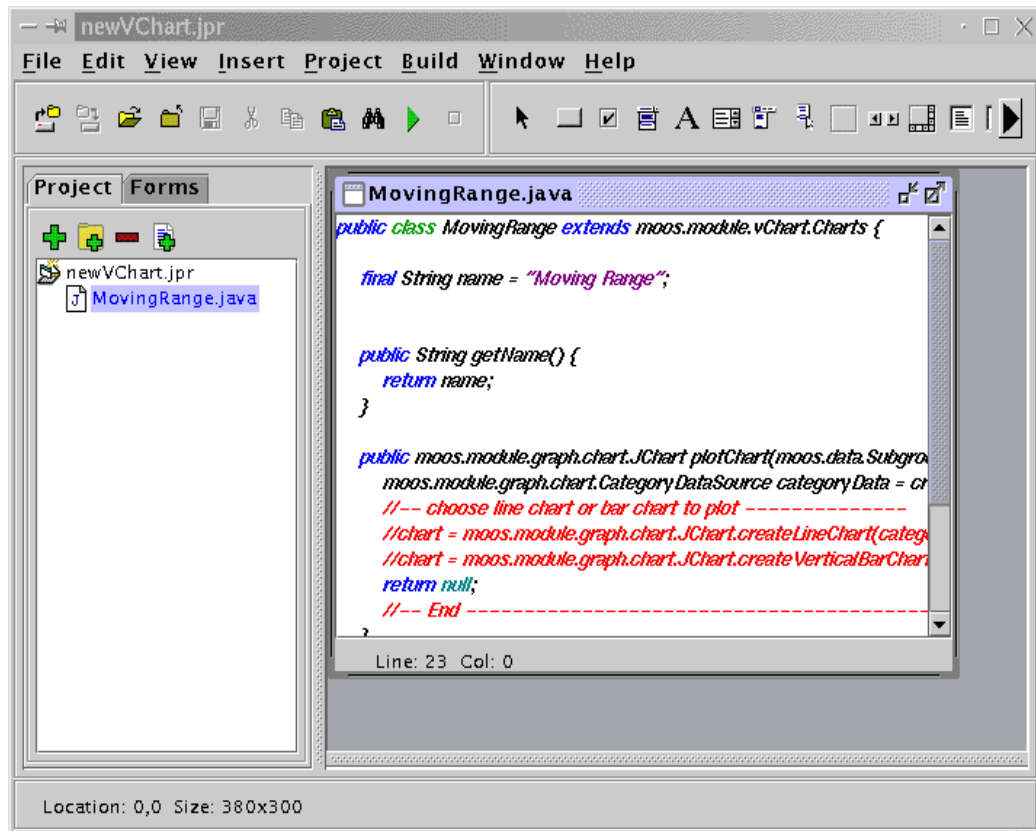 newVChart.jpr
File Edit View Insert Project Build Window Help
Project Forms
newVChart.jpr
MovingRange.java
MovingRange.java
public class MovingRange extends moos.module.vChart.Charts {
final String name = "Moving Range";
public String getName() {
return name;
}
public moos.module.graph.chart.JChart plotChart(moos.data.Subgro
moos.module.graph.chart.CategoryDataSource categoryData = cr
//-- choose line chart or bar chart to plot --------------
//chart = moos.module.graph.chart.JChart.createLineChart(catego
//chart = moos.module.graph.chart.JChart.createVerticalBarChart
return null;
//-- End ----------------------------------------
}
Line: 23 Col: 0
Location: 0,0 Size: 380x300